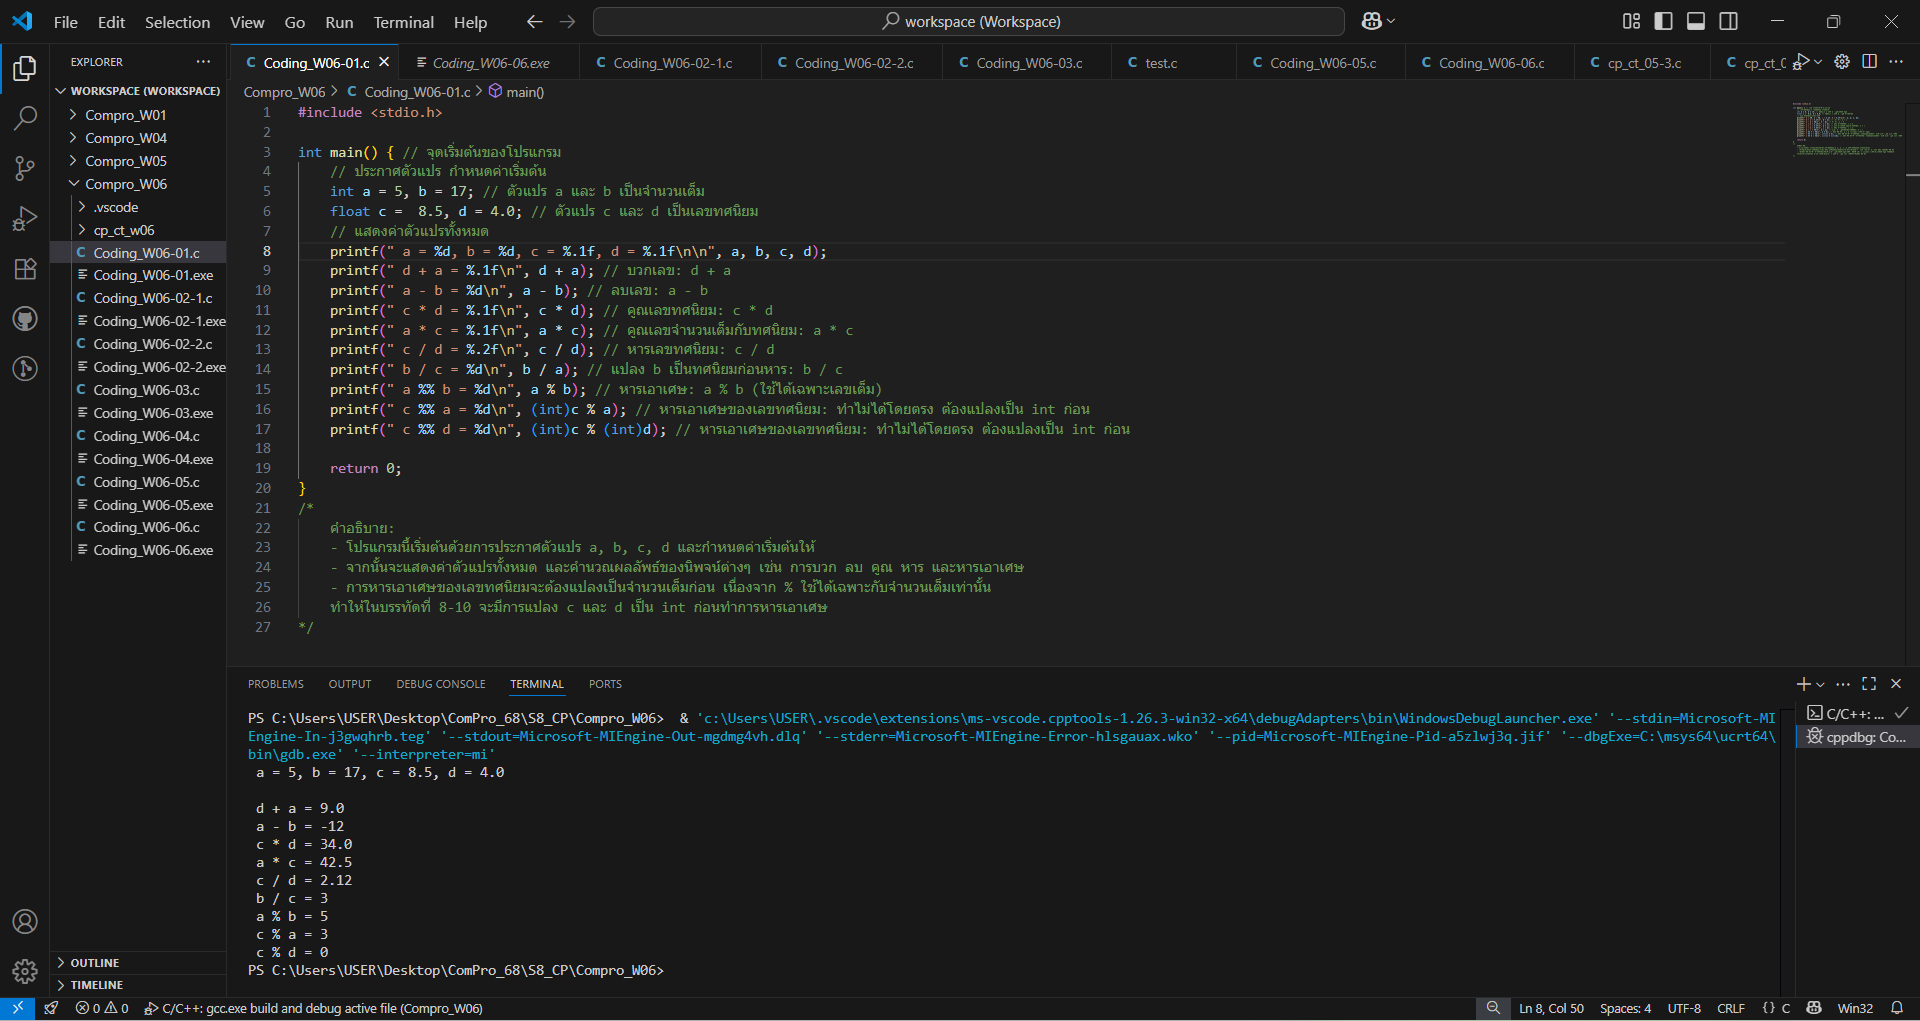 File Edit Selection View Go Run Terminal Help workspace (Workspace)
EXPLORER
Coding_W06-01.c Coding_W06-06.exe Coding_W06-02-1.c Coding_W06-02-2.c Coding_W06-03.c test.c Coding_W06-05.c Coding_W06-06.c cp_ct_05-3.c cp_ct_0
WORKSPACE (WORKSPACE)
Compro_W01
Compro_W04
Compro_W05
Compro_W06
.vscode
cp_ct_w06
Coding_W06-01.c
Coding_W06-01.exe
Coding_W06-02-1.c
Coding_W06-02-1.exe
Coding_W06-02-2.c
Coding_W06-02-2.exe
Coding_W06-03.c
Coding_W06-03.exe
Coding_W06-04.c
Coding_W06-04.exe
Coding_W06-05.c
Coding_W06-05.exe
Coding_W06-06.c
Coding_W06-06.exe
OUTLINE
TIMELINE
Compro_W06 > C Coding_W06-01.c > main()
1 #include <stdio.h>
2
3 int main() { // จุดเริ่มต้นของโปรแกรม
4 // ประกาศตัวแปร กำหนดค่าเริ่มต้น
5 int a = 5, b = 17; // ตัวแปร a และ b เป็นจำนวนเต็ม
6 float c =  8.5, d = 4.0; // ตัวแปร c และ d เป็นเลขทศนิยม
7 // แสดงค่าตัวแปรทั้งหมด
8 printf(" a = %d, b = %d, c = %.1f, d = %.1f\n\n", a, b, c, d);
9 printf(" d + a = %.1f\n", d + a); // บวกเลข: d + a
10 printf(" a - b = %d\n", a - b); // ลบเลข: a - b
11 printf(" c * d = %.1f\n", c * d); // คูณเลขทศนิยม: c * d
12 printf(" a * c = %.1f\n", a * c); // คูณเลขจำนวนเต็มกับทศนิยม: a * c
13 printf(" c / d = %.2f\n", c / d); // หารเลขทศนิยม: c / d
14 printf(" b / c = %d\n", b / a); // แปลง b เป็นทศนิยมก่อนหาร: b / c
15 printf(" a %% b = %d\n", a % b); // หารเอาเศษ: a % b (ใช้ได้เฉพาะเลขเต็ม)
16 printf(" c %% a = %d\n", (int)c % a); // หารเอาเศษของเลขทศนิยม: ทำไม่ได้โดยตรง ต้องแปลงเป็น int ก่อน
17 printf(" c %% d = %d\n", (int)c % (int)d); // หารเอาเศษของเลขทศนิยม: ทำไม่ได้โดยตรง ต้องแปลงเป็น int ก่อน
18
19 return 0;
20 }
21 /*
22 คำอธิบาย:
23 - โปรแกรมนี้เริ่มต้นด้วยการประกาศตัวแปร a, b, c, d และกำหนดค่าเริ่มต้นให้
24 - จากนั้นจะแสดงค่าตัวแปรทั้งหมด และคำนวณผลลัพธ์ของนิพจน์ต่างๆ เช่น การบวก ลบ คูณ หาร และหารเอาเศษ
25 - การหารเอาเศษของเลขทศนิยมจะต้องแปลงเป็นจำนวนเต็มก่อน เนื่องจาก % ใช้ได้เฉพาะกับจำนวนเต็มเท่านั้น
26 ทำให้ในบรรทัดที่ 8-10 จะมีการแปลง c และ d เป็น int ก่อนทำการหารเอาเศษ
27 */
PROBLEMS OUTPUT DEBUG CONSOLE TERMINAL PORTS
PS C:\Users\USER\Desktop\ComPro_68\S8_CP\Compro_W06>  & 'c:\Users\USER\.vscode\extensions\ms-vscode.cpptools-1.26.3-win32-x64\debugAdapters\bin\WindowsDebugLauncher.exe' '--stdin=Microsoft-MI
Engine-In-j3gwqhrb.teg' '--stdout=Microsoft-MIEngine-Out-mgdmg4vh.dlq' '--stderr=Microsoft-MIEngine-Error-hlsgauax.wko' '--pid=Microsoft-MIEngine-Pid-a5zlwj3q.jif' '--dbgExe=C:\msys64\ucrt64\
bin\gdb.exe' '--interpreter=mi'
a = 5, b = 17, c = 8.5, d = 4.0
d + a = 9.0
a - b = -12
c * d = 34.0
a * c = 42.5
c / d = 2.12
b / c = 3
a % b = 5
c % a = 3
c % d = 0
PS C:\Users\USER\Desktop\ComPro_68\S8_CP\Compro_W06>
C/C++: ...
cppdbg: Co...
0 0 C/C++: gcc.exe build and debug active file (Compro_W06) Ln 8, Col 50 Spaces: 4 UTF-8 CRLF {} C Win32